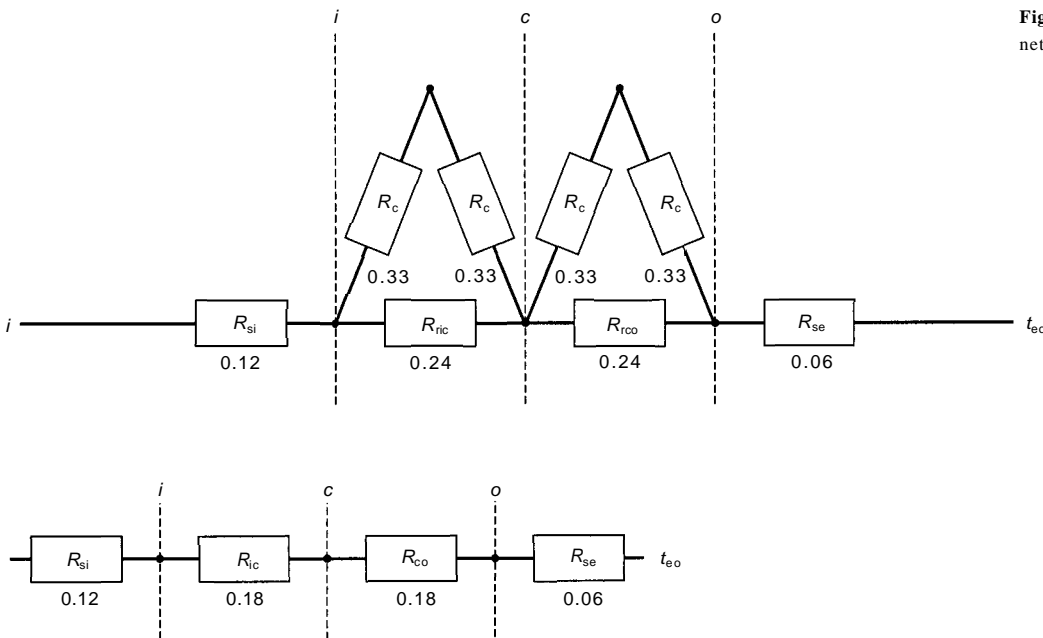 i c o
Fig
net
R_c R_c R_c R_c
0.33 0.33 0.33 0.33
i R_si R_ric R_rco R_se t_eo
0.12 0.24 0.24 0.06
i c o
R_si R_ic R_co R_se t_eo
0.12 0.18 0.18 0.06